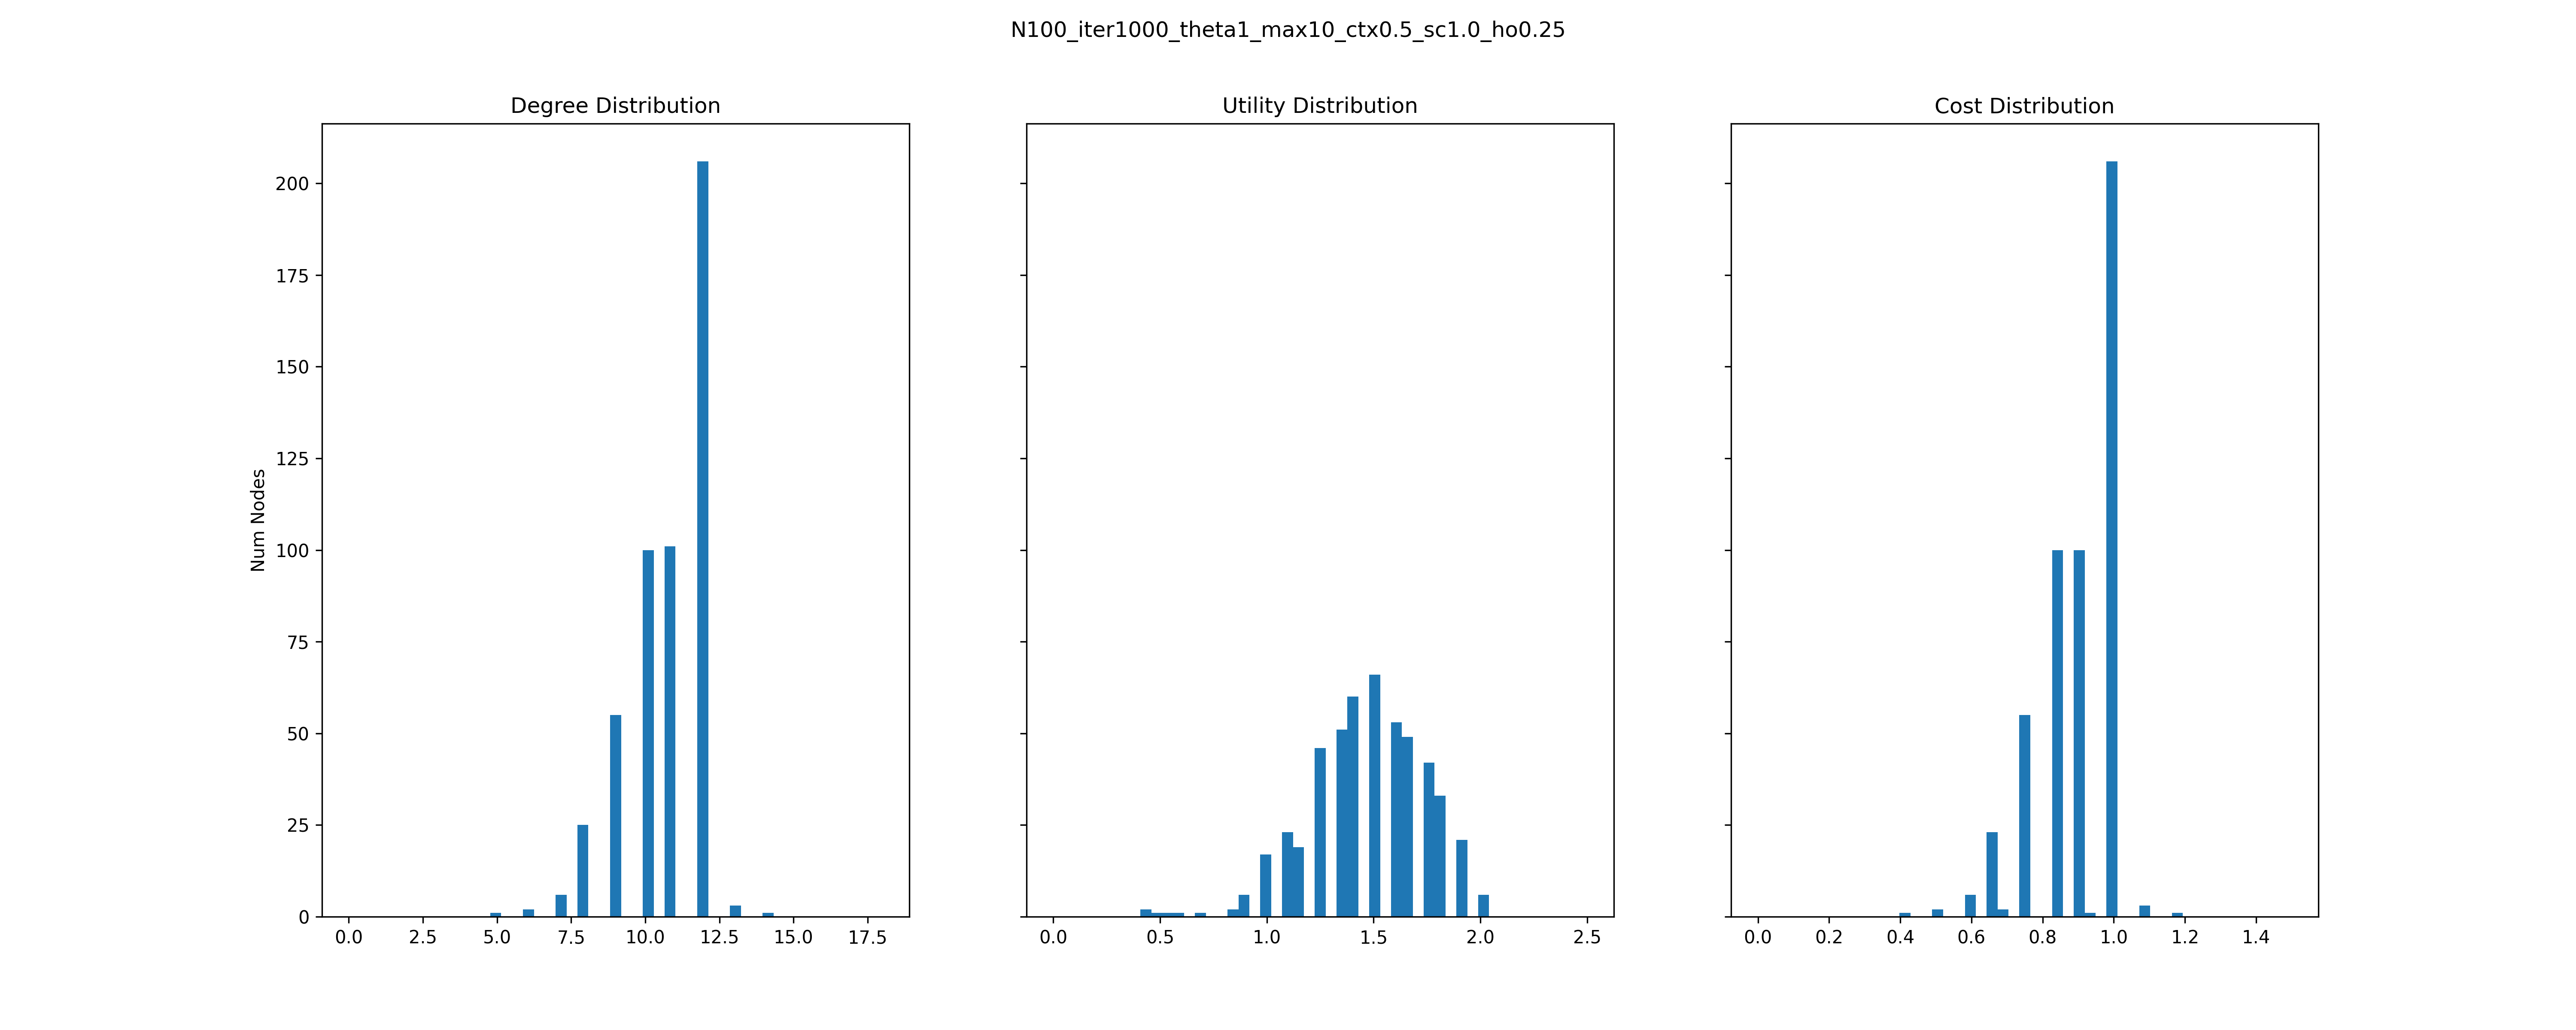 N100_iter1000_theta1_max10_ctx0.5_sc1.0_ho0.25
Degree Distribution
Num Nodes
200
175
150
125
100
75
50
25
0
0.0 2.5 5.0 7.5 10.0 12.5 15.0 17.5
Utility Distribution
0.0 0.5 1.0 1.5 2.0 2.5
Cost Distribution
0.0 0.2 0.4 0.6 0.8 1.0 1.2 1.4